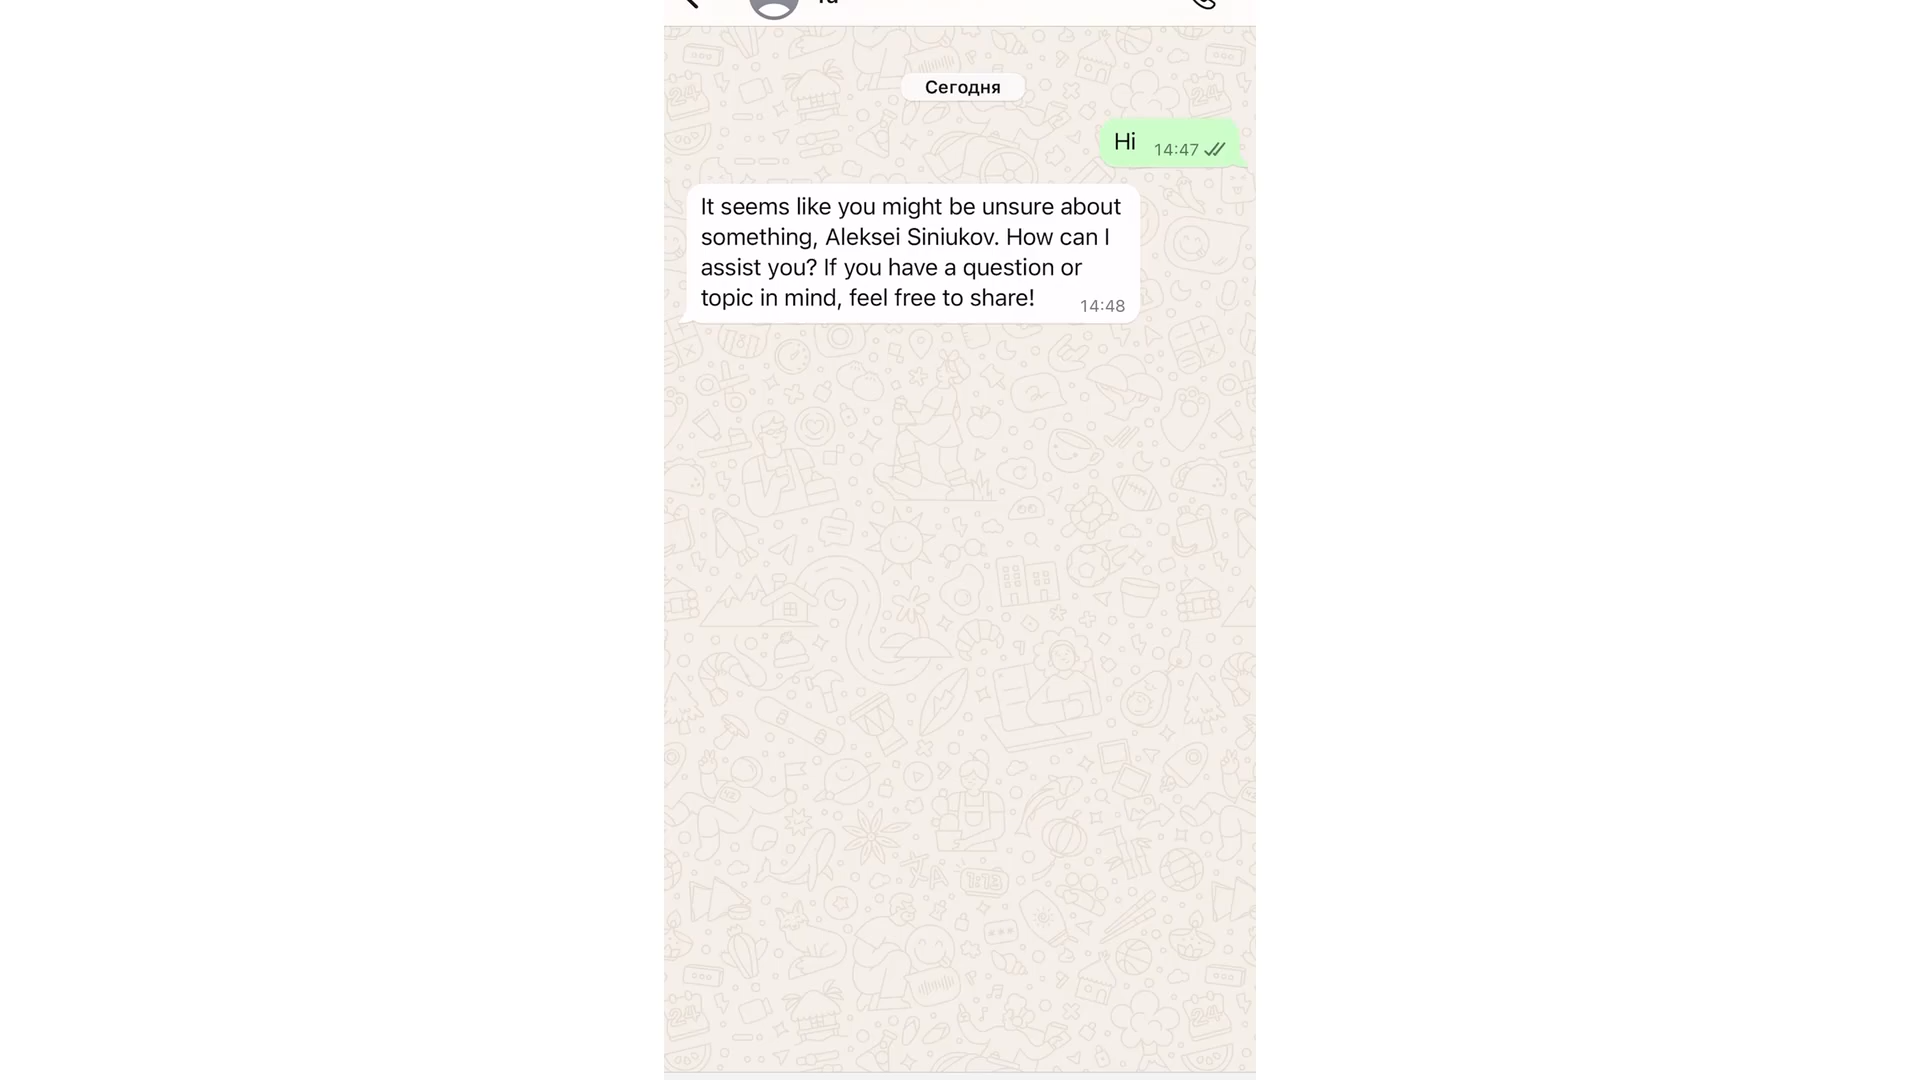 Сегодня
Hi 14:47
It seems like you might be unsure about
something, Aleksei Siniukov. How can I
assist you? If you have a question or
topic in mind, feel free to share! 14:48